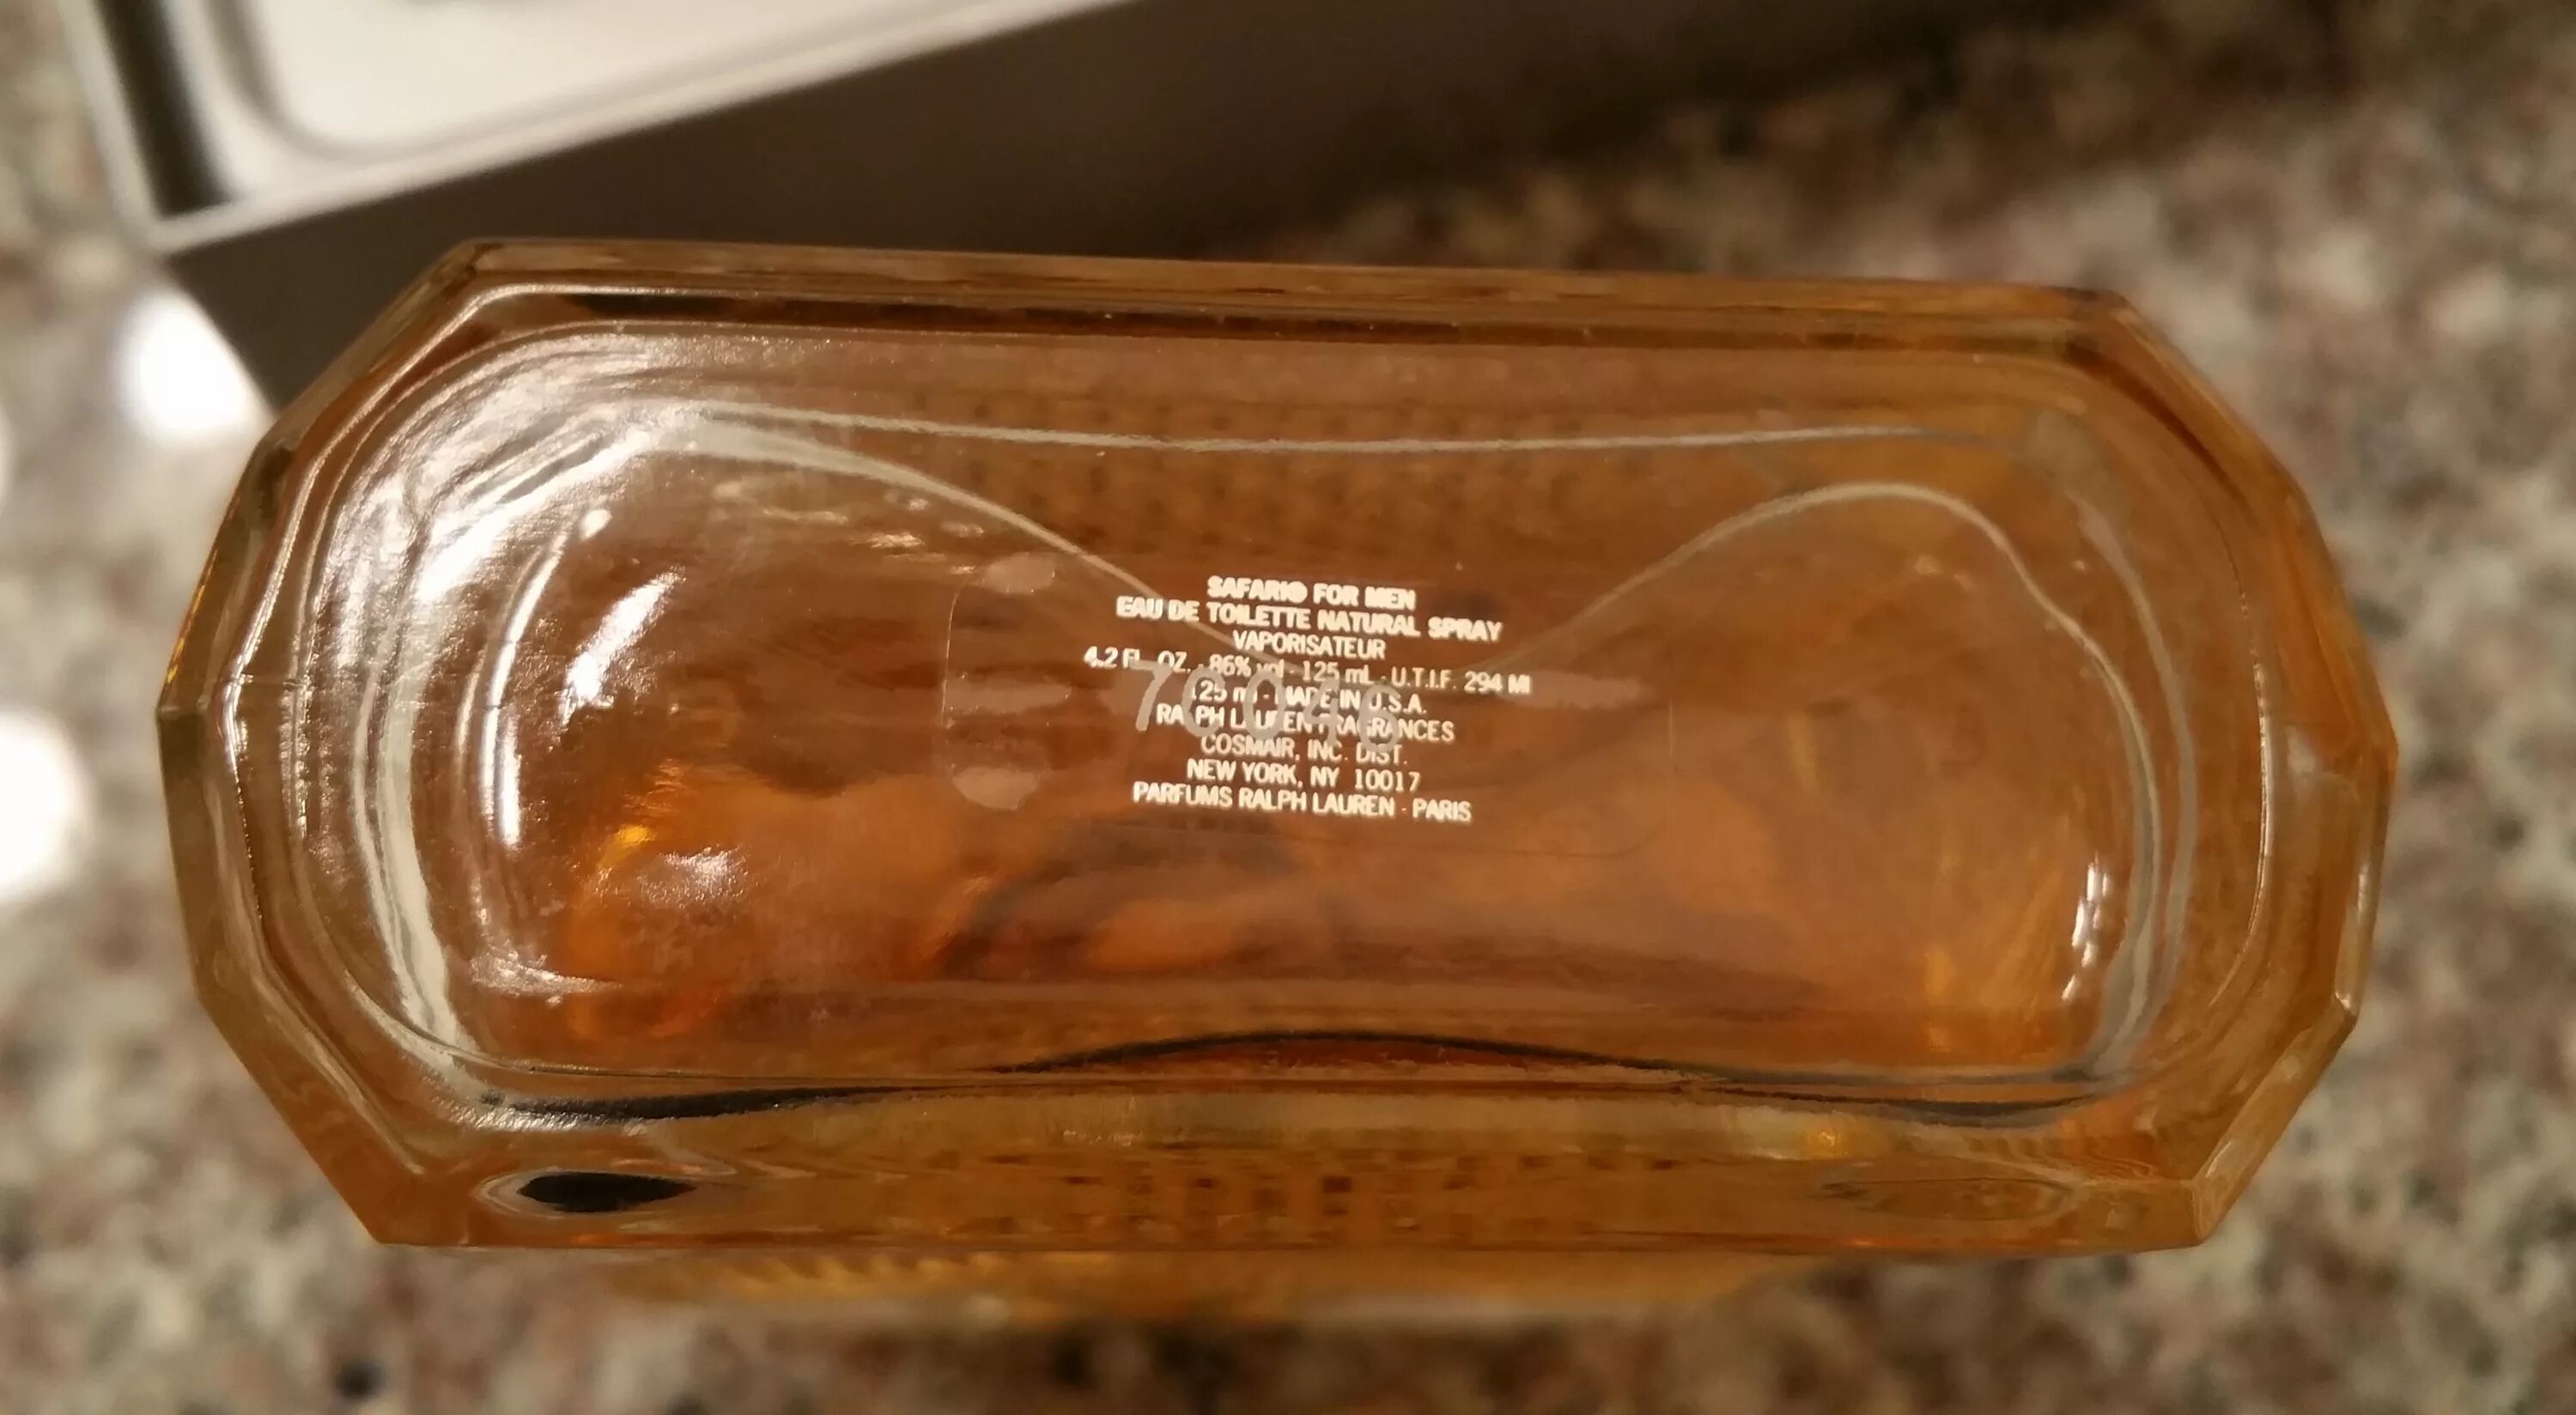 SAFARI® FOR MEN
EAU DE TOILETTE NATURAL SPRAY
VAPORISATEUR
4.2 FL. OZ. - 86% vol - 125 mL - U.T.I.F. 294 MI
125 ml - MADE IN U.S.A.
RALPH LAUREN FRAGRANCES
COSMAIR, INC. DIST.
NEW YORK, NY 10017
PARFUMS RALPH LAUREN - PARIS